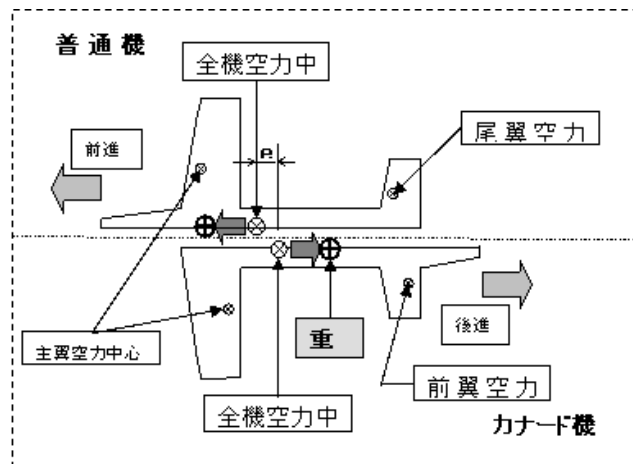 普通機
全機空力中
尾翼空力
前進
e
主翼空力中心
重
後進
全機空力中
前翼空力
カナード機